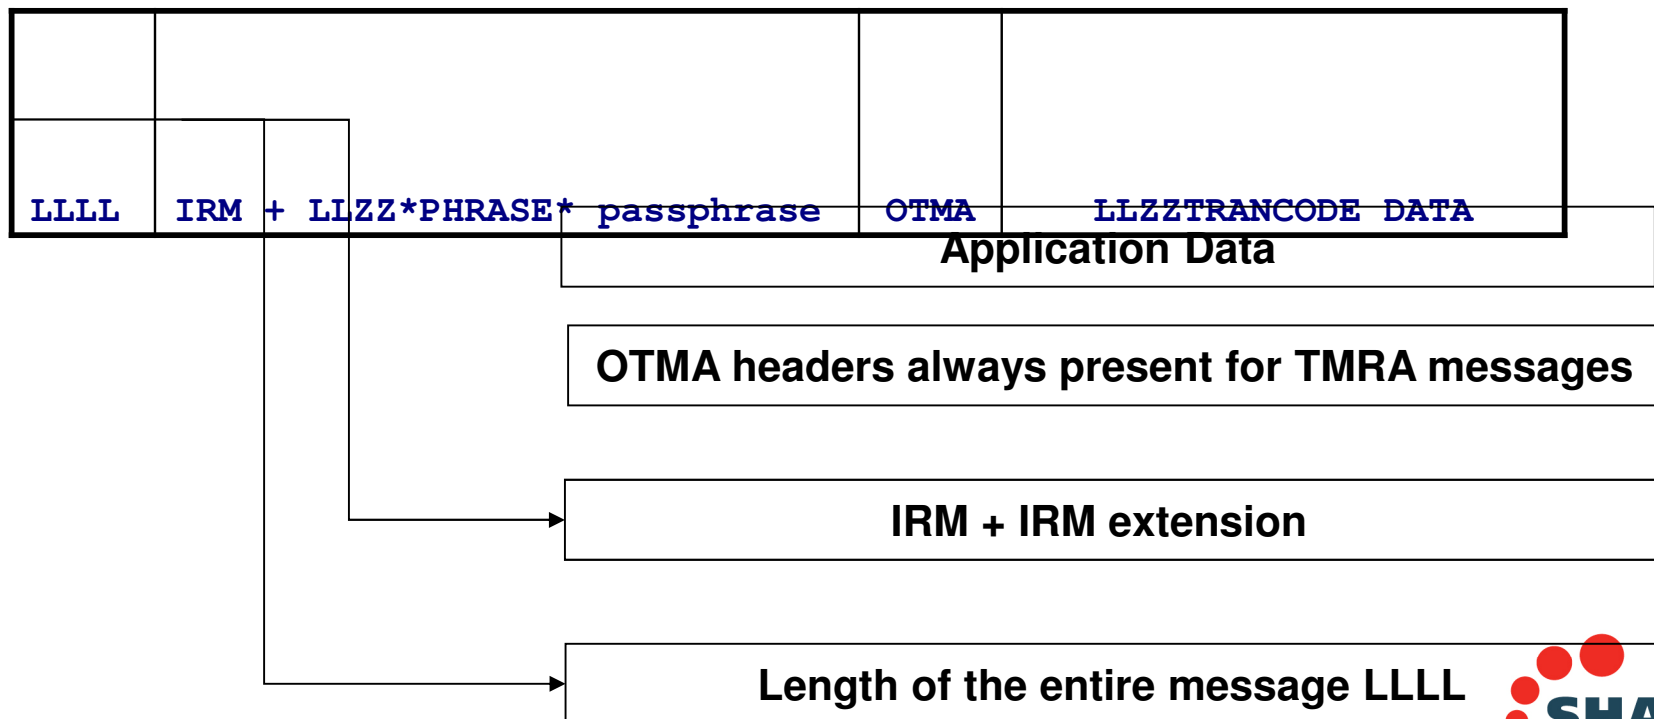 LLLL IRM + LLZZ*PHRASE* passphrase OTMA LLZZTRANCODE DATA
Application Data
OTMA headers always present for TMRA messages
IRM + IRM extension
Length of the entire message LLLL
SHA